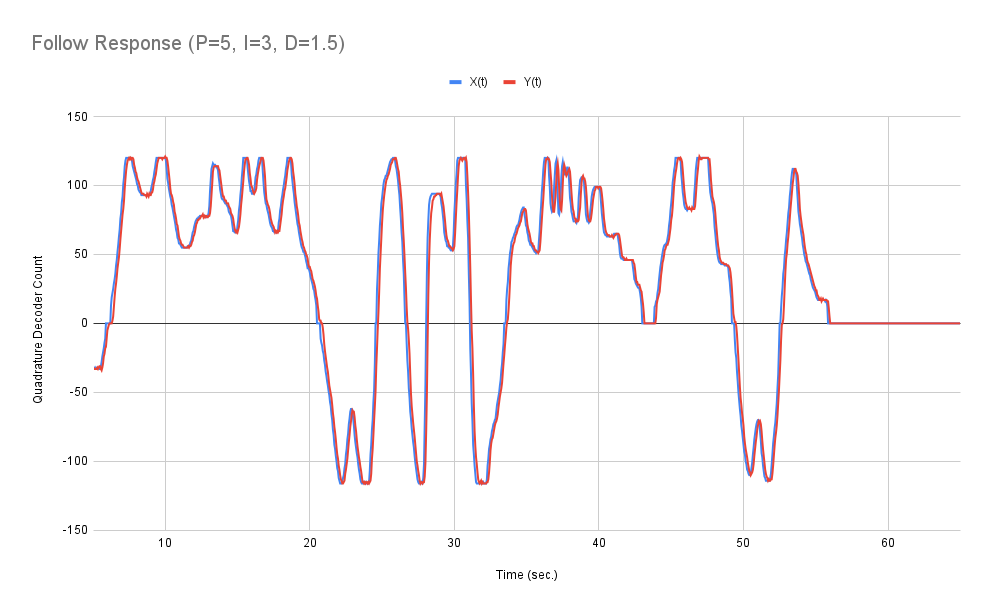 Follow Response (P=5, I=3, D=1.5)
X(t) Y(t)
150
100
50
0
-50
-100
-150
Quadrature Decoder Count
10 20 30 40 50 60
Time (sec.)